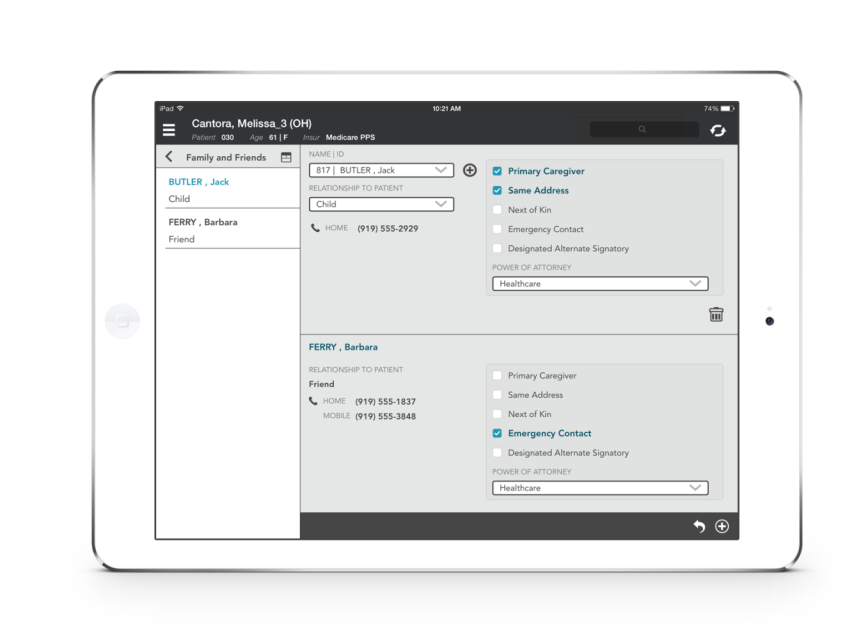 iPad
10:21 AM
74%
Cantora, Melissa_3 (OH)
Patient 030 Age 61 | F Insur Medicare PPS
Family and Friends
BUTLER , Jack
Child
FERRY , Barbara
Friend
NAME | ID
817 | BUTLER , Jack
RELATIONSHIP TO PATIENT
Child
HOME (919) 555-2929
Primary Caregiver
Same Address
Next of Kin
Emergency Contact
Designated Alternate Signatory
POWER OF ATTORNEY
Healthcare
FERRY , Barbara
RELATIONSHIP TO PATIENT
Friend
HOME (919) 555-1837
MOBILE (919) 555-3848
Primary Caregiver
Same Address
Next of Kin
Emergency Contact
Designated Alternate Signatory
POWER OF ATTORNEY
Healthcare